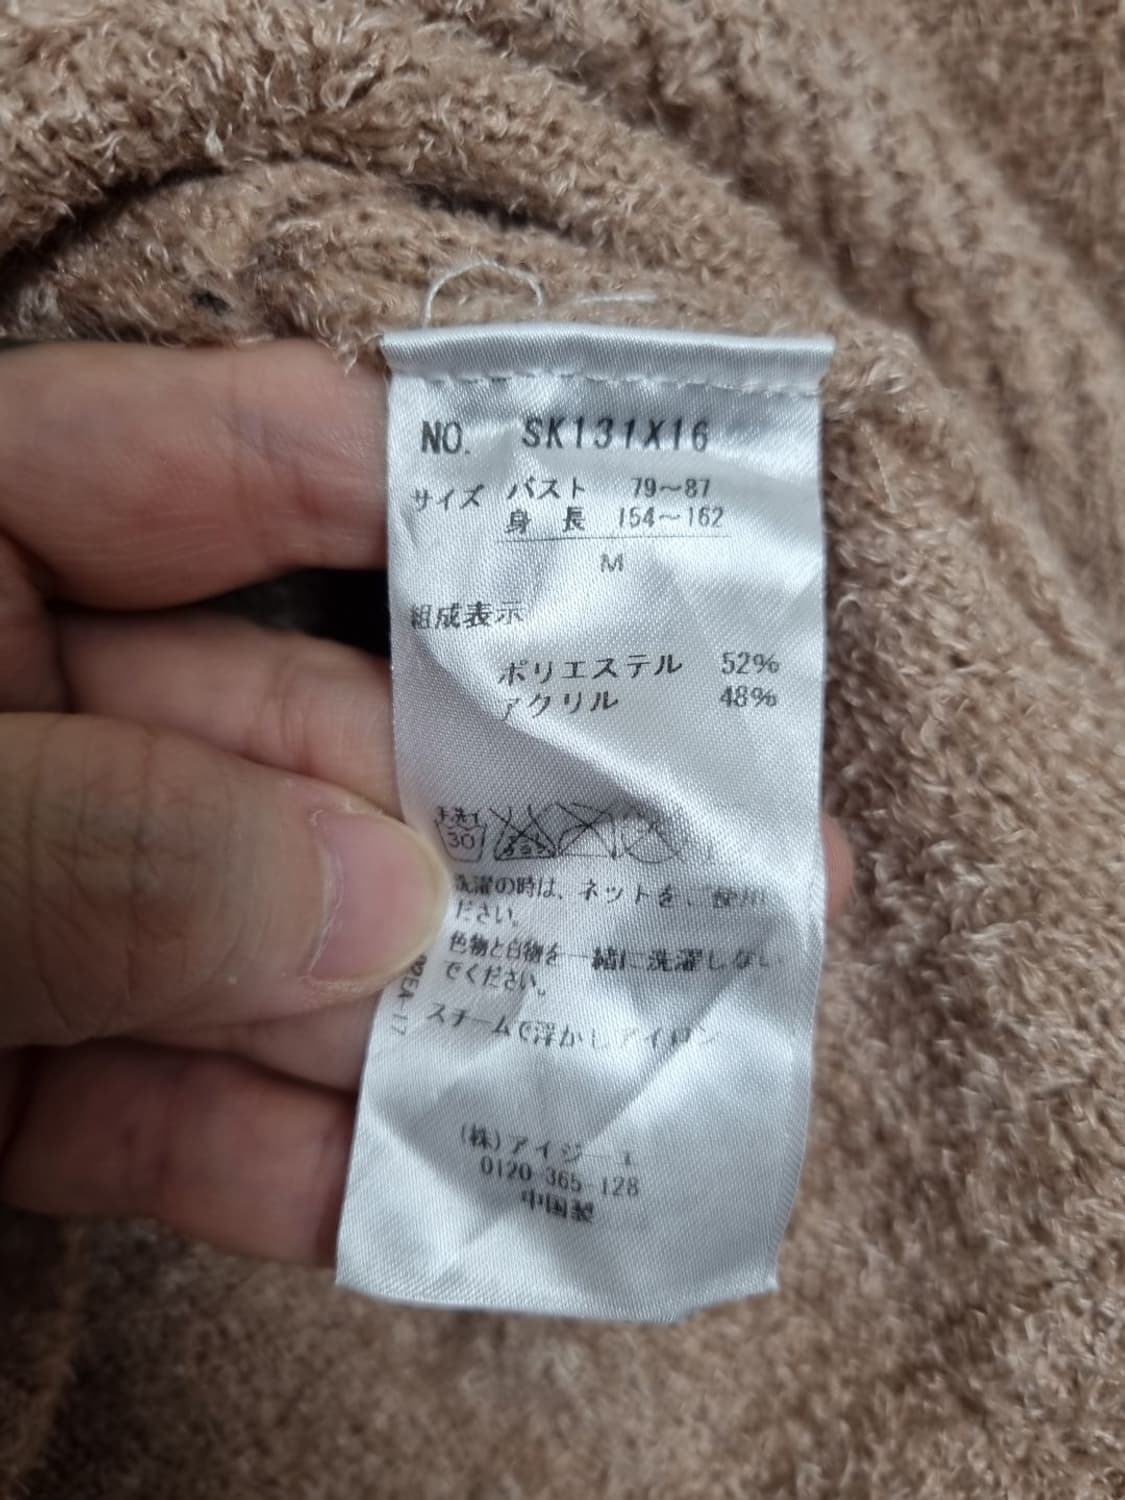 NO. SK131X16
サイズ バスト 79～87
身長 154～162
M
組成表示
ポリエステル 52%
アクリル 48%
手洗イ
30
洗濯の時は、ネットを、ご使用
ださい。
色物と白物を一緒に洗濯しない
でください。
スチームで浮かしアイロン
(株)アイジーエ
0120-365-128
中国製